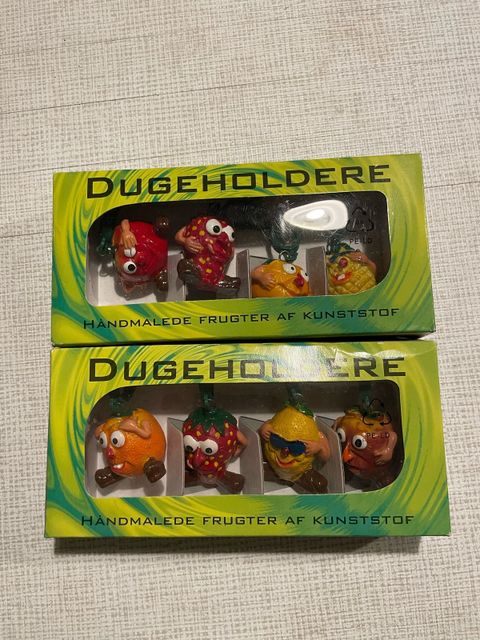 DUGEHOLDERE
HÅNDMALEDE FRUGTER AF KUNSTSTOF
DUGEHOLDERE
HÅNDMALEDE FRUGTER AF KUNSTSTOF